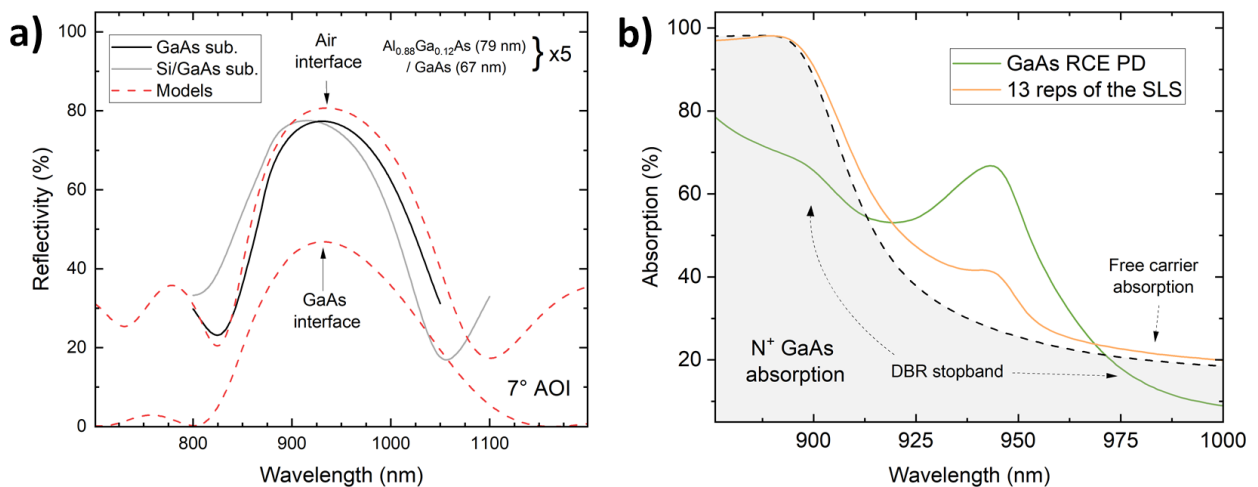 a)
GaAs sub.
Si/GaAs sub.
Models
Air
interface
Al0.88Ga0.12As (79 nm)
/ GaAs (67 nm)
} x5
GaAs
interface
7° AOI
100
80
60
40
20
0
800
900
1000
1100
Reflectivity (%)
Wavelength (nm)
b)
GaAs RCE PD
13 reps of the SLS
Free carrier
absorption
N+ GaAs
absorption
DBR stopband
100
80
60
40
20
900
925
950
975
1000
Absorption (%)
Wavelength (nm)